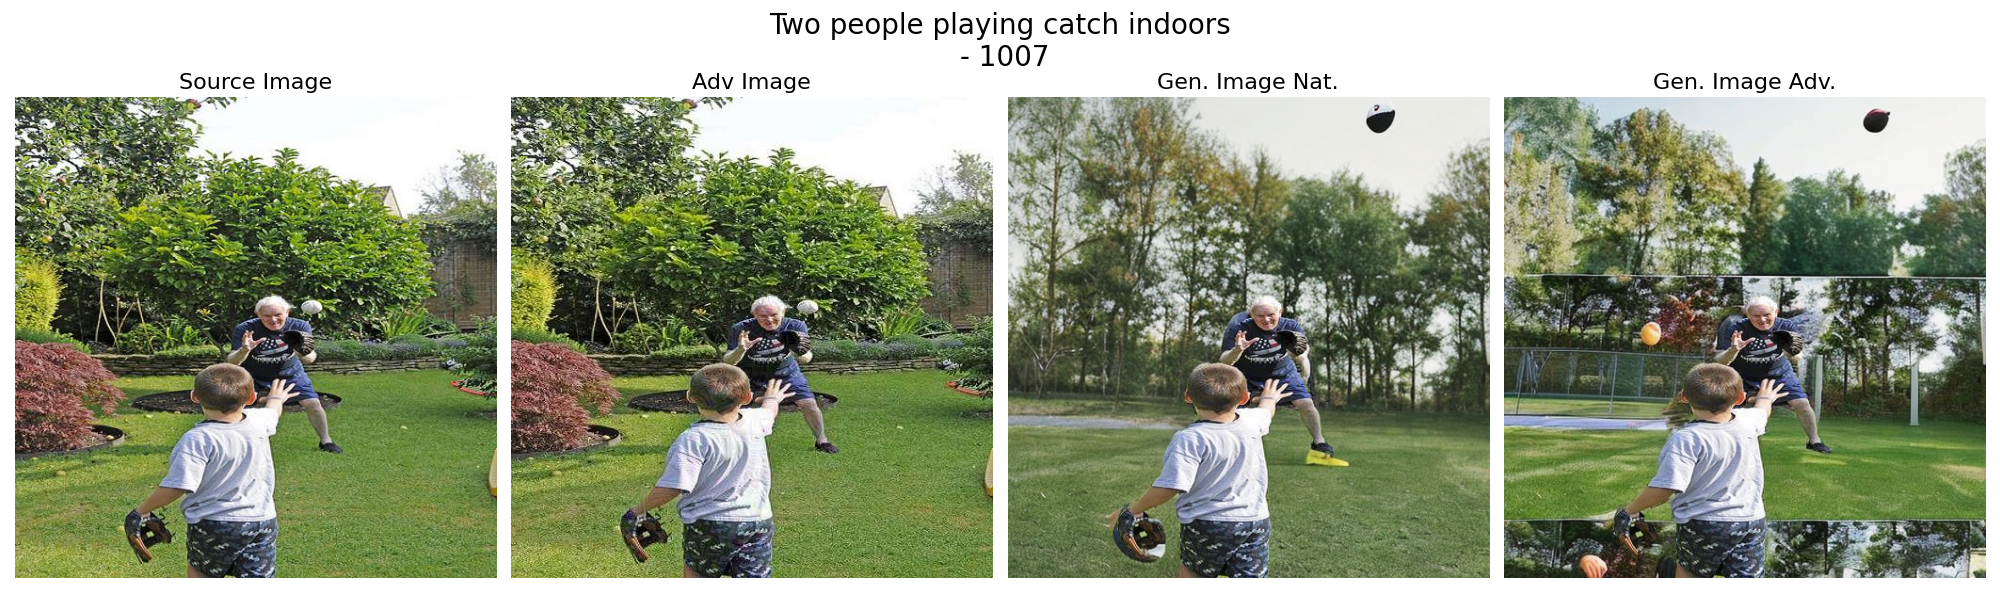 Two people playing catch indoors
- 1007
Source Image
Adv Image
Gen. Image Nat.
Gen. Image Adv.